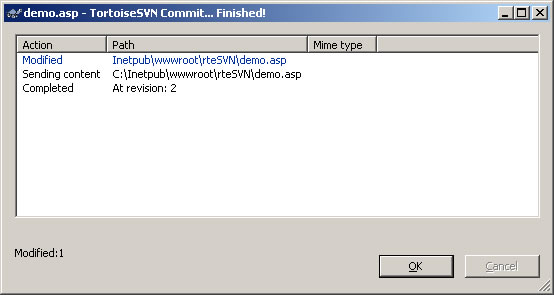 demo.asp - TortoiseSVN Commit... Finished!
Action Path Mime type
Modified Inetpub\wwwroot\rteSVN\demo.asp
Sending content C:\Inetpub\wwwroot\rteSVN\demo.asp
Completed At revision: 2
Modified:1
OK Cancel